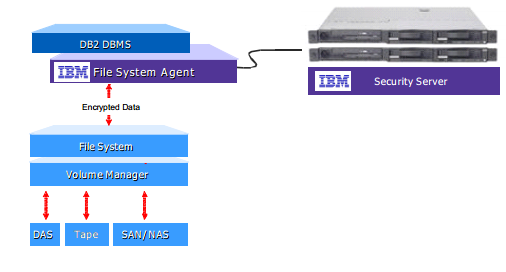 DB2 DBMS
IBM File System Agent
IBM Security Server
Encrypted Data
File System
Volume Manager
DAS Tape SAN/NAS